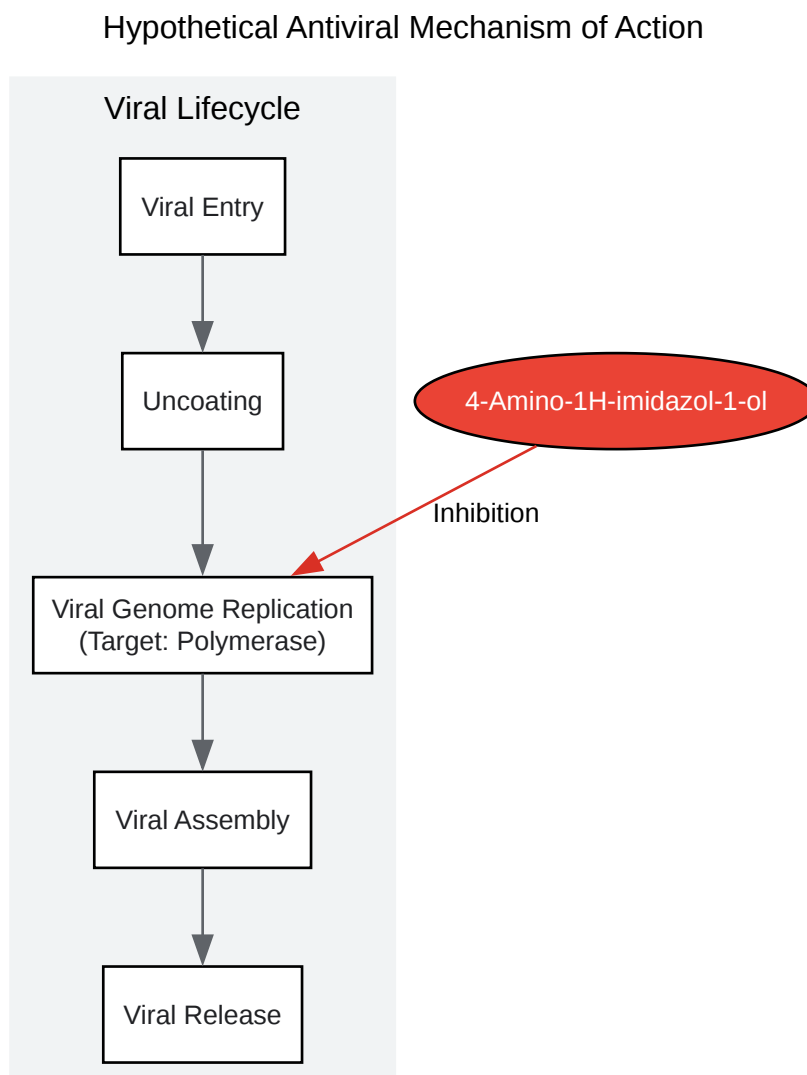 Hypothetical Antiviral Mechanism of Action
Viral Lifecycle
Viral Entry
Uncoating
4-Amino-1H-imidazol-1-ol
Inhibition
Viral Genome Replication
(Target: Polymerase)
Viral Assembly
Viral Release